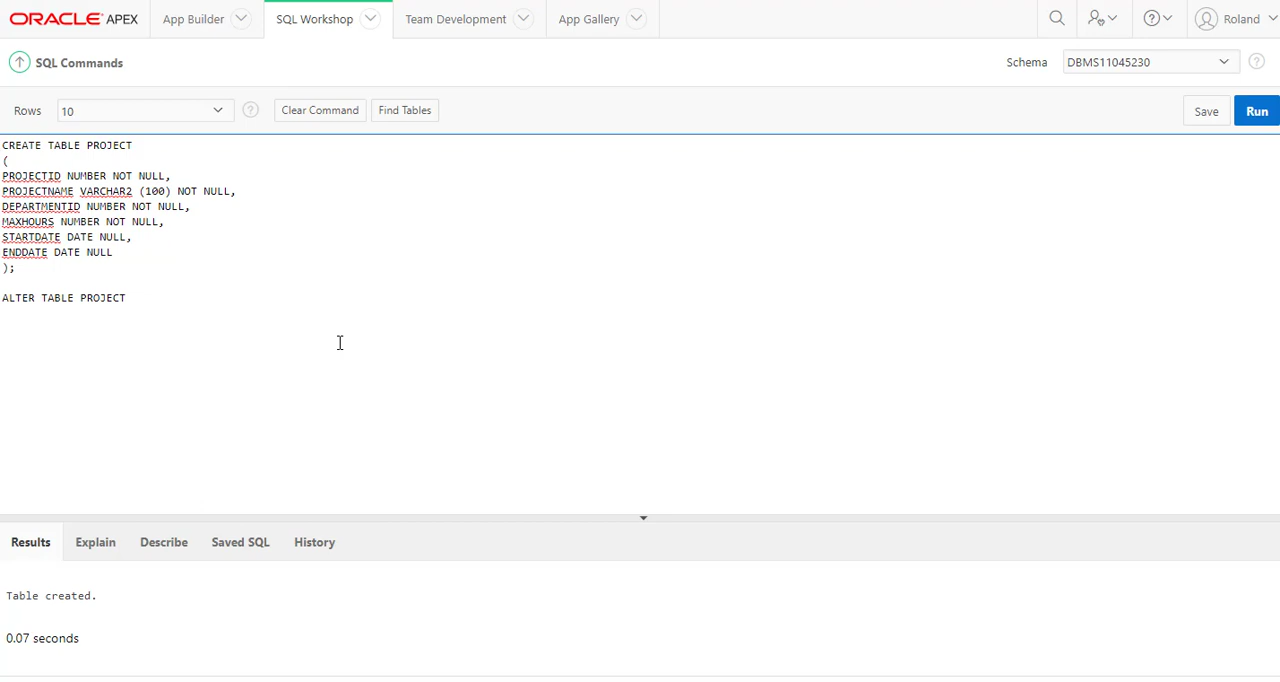 ORACLE APEX App Builder SQL Workshop Team Development App Gallery Roland
SQL Commands Schema DBMS11045230
Rows 10 Clear Command Find Tables Save Run
CREATE TABLE PROJECT
(
PROJECTID NUMBER NOT NULL,
PROJECTNAME VARCHAR2 (100) NOT NULL,
DEPARTMENTID NUMBER NOT NULL,
MAXHOURS NUMBER NOT NULL,
STARTDATE DATE NULL,
ENDDATE DATE NULL
);
ALTER TABLE PROJECT
Results Explain Describe Saved SQL History
Table created.
0.07 seconds